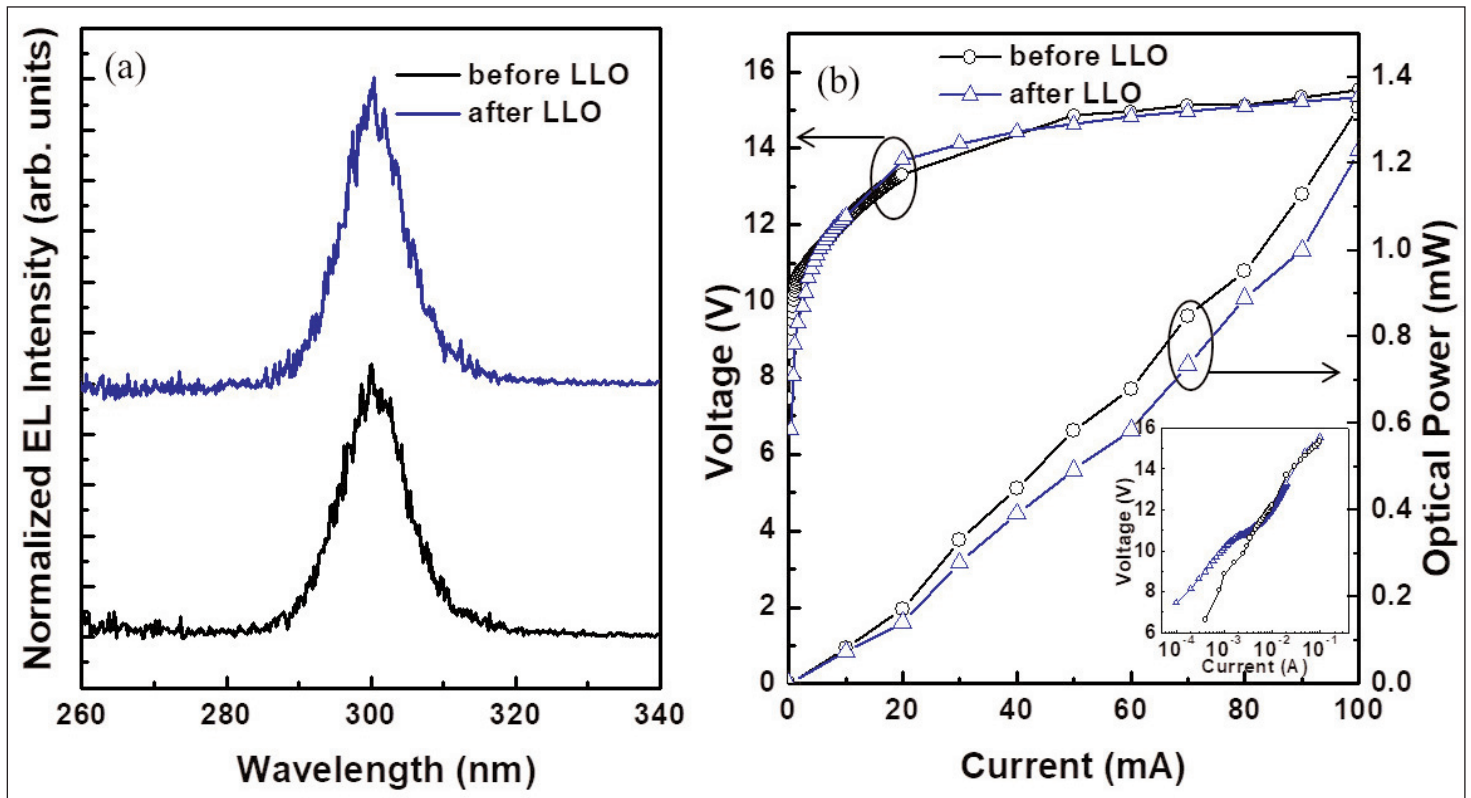 (a)
before LLO
after LLO
Normalized EL Intensity (arb. units)
260 280 300 320 340
Wavelength (nm)
(b)
before LLO
after LLO
16
14
12
10
8
6
4
2
0
Voltage (V)
1.4
1.2
1.0
0.8
0.6
0.4
0.2
0.0
Optical Power (mW)
0 20 40 60 80 100
Current (mA)
16
14
12
10
8
6
Voltage (V)
10⁻⁴ 10⁻³ 10⁻² 10⁻¹
Current (A)